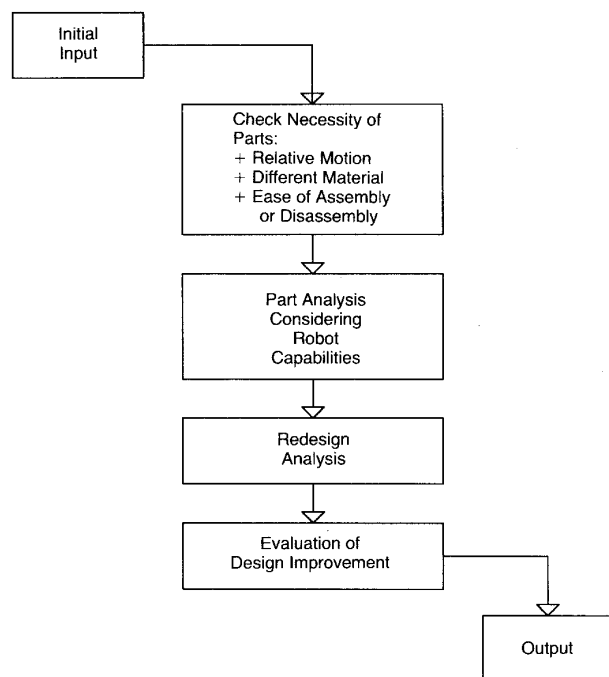 Initial
Input
Check Necessity of
Parts:
+ Relative Motion
+ Different Material
+ Ease of Assembly
or Disassembly
Part Analysis
Considering
Robot
Capabilities
Redesign
Analysis
Evaluation of
Design Improvement
Output